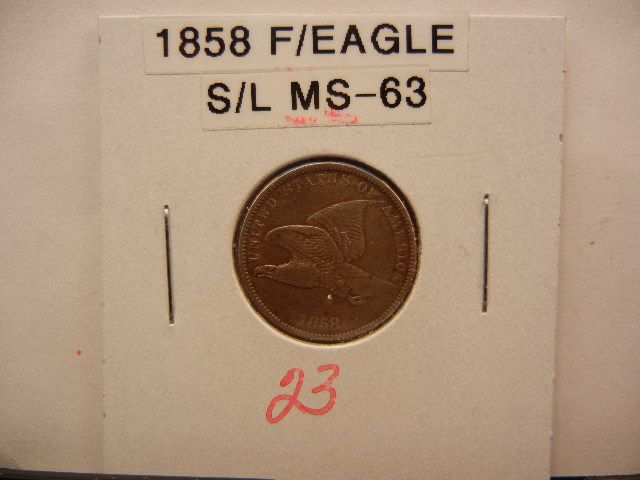 1858 F/EAGLE
S/L MS-63
UNITED STATES OF AMERICA
1858
23